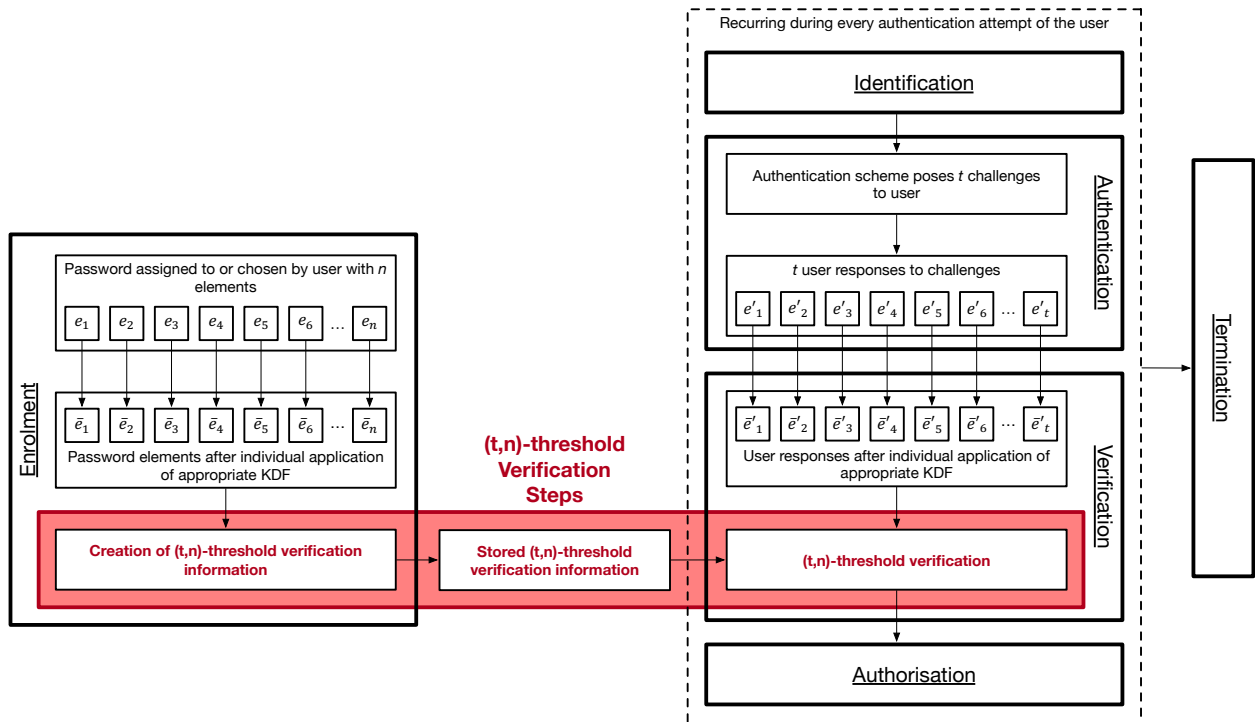 Recurring during every authentication attempt of the user
Identification
Authentication scheme poses t challenges
to user
t user responses to challenges
e′₁ e′₂ e′₃ e′₄ e′₅ e′₆ ... e′ₜ
Authentication
Enrolment
Password assigned to or chosen by user with n
elements
e₁ e₂ e₃ e₄ e₅ e₆ ... eₙ
ē₁ ē₂ ē₃ ē₄ ē₅ ē₆ ... ēₙ
Password elements after individual application
of appropriate KDF
(t,n)-threshold
Verification
Steps
ē′₁ ē′₂ ē′₃ ē′₄ ē′₅ ē′₆ ... ē′ₜ
User responses after individual application of
appropriate KDF
Verification
Creation of (t,n)-threshold verification
information
Stored (t,n)-threshold
verification information
(t,n)-threshold verification
Authorisation
Termination